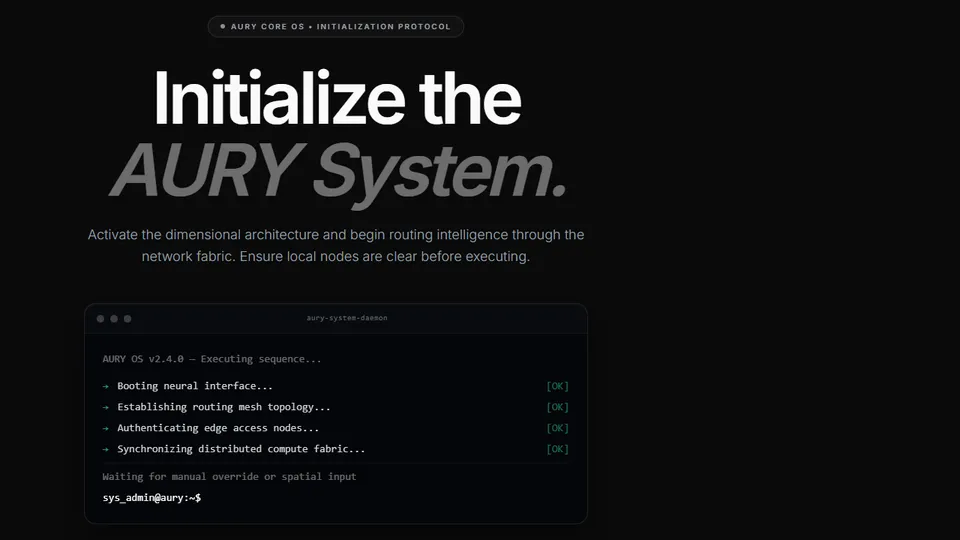 AURY CORE OS • INITIALIZATION PROTOCOL
Initialize the
AURY System.
Activate the dimensional architecture and begin routing intelligence through the
network fabric. Ensure local nodes are clear before executing.
aury-system-daemon
AURY OS v2.4.0 — Executing sequence...
→ Booting neural interface... [OK]
→ Establishing routing mesh topology... [OK]
→ Authenticating edge access nodes... [OK]
→ Synchronizing distributed compute fabric... [OK]
Waiting for manual override or spatial input
sys_admin@aury:~$